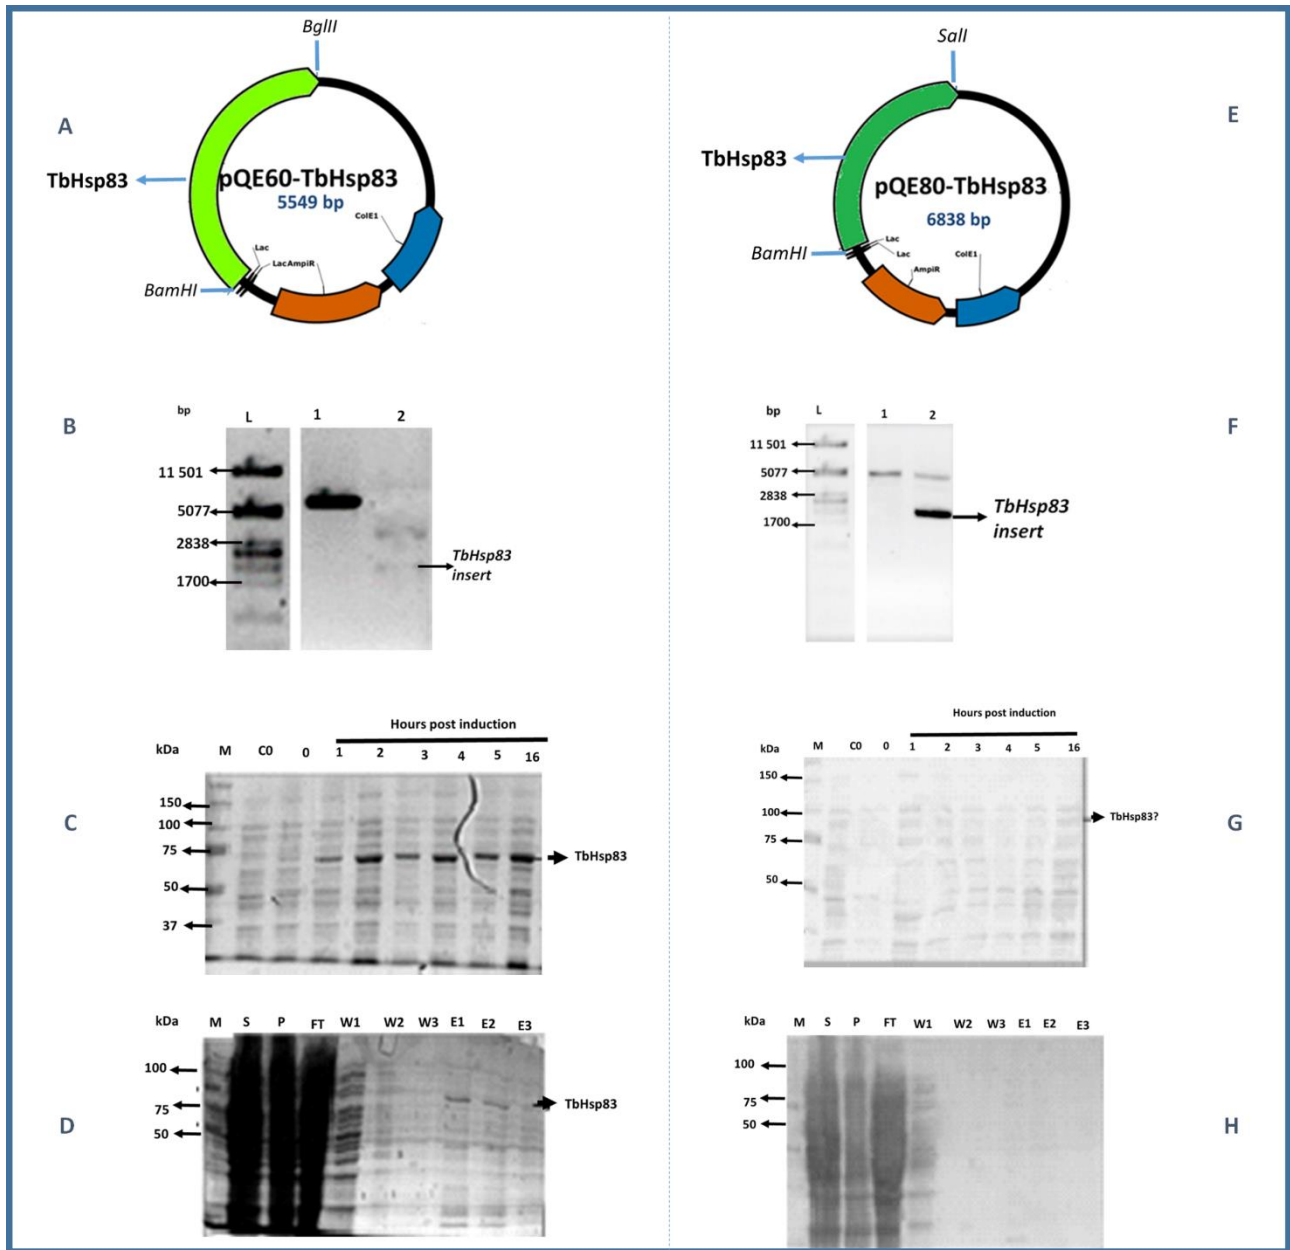 BglII
A
TbHsp83
pQE60-TbHsp83
5549 bp
ColE1
Lac
LacAmpiR
BamHI
SalI
E
TbHsp83
pQE80-TbHsp83
6838 bp
BamHI
Lac
Lac
ColE1
AmpiR
B
bp L 1 2
11 501
5077
2838
1700
TbHsp83
insert
F
bp L 1 2
11 501
5077
2838
1700
TbHsp83
insert
C
Hours post induction
kDa M C0 0 1 2 3 4 5 16
150
100
75
50
37
TbHsp83
G
Hours post induction
kDa M C0 0 1 2 3 4 5 16
150
100
75
50
TbHsp83?
D
kDa M S P FT W1 W2 W3 E1 E2 E3
100
75
50
TbHsp83
H
kDa M S P FT W1 W2 W3 E1 E2 E3
100
75
50